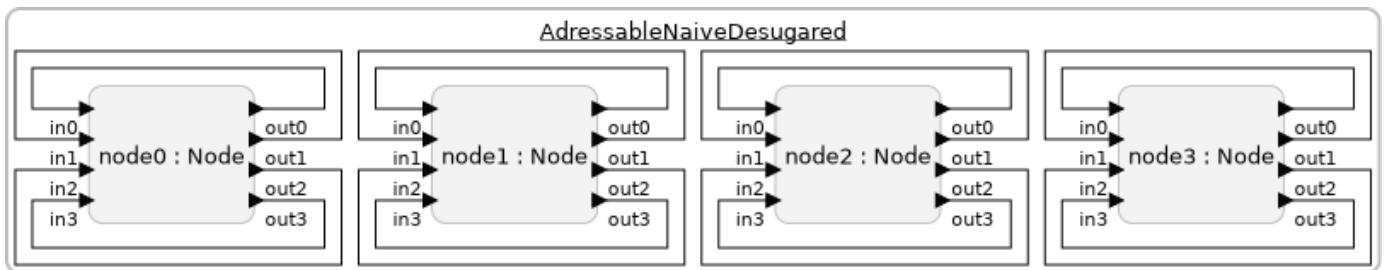 AdressableNaiveDesugared
in0 out0 in0 out0 in0 out0 in0 out0
node0 : Node node1 : Node node2 : Node node3 : Node
in1 out1 in1 out1 in1 out1 in1 out1
in2 out2 in2 out2 in2 out2 in2 out2
in3 out3 in3 out3 in3 out3 in3 out3